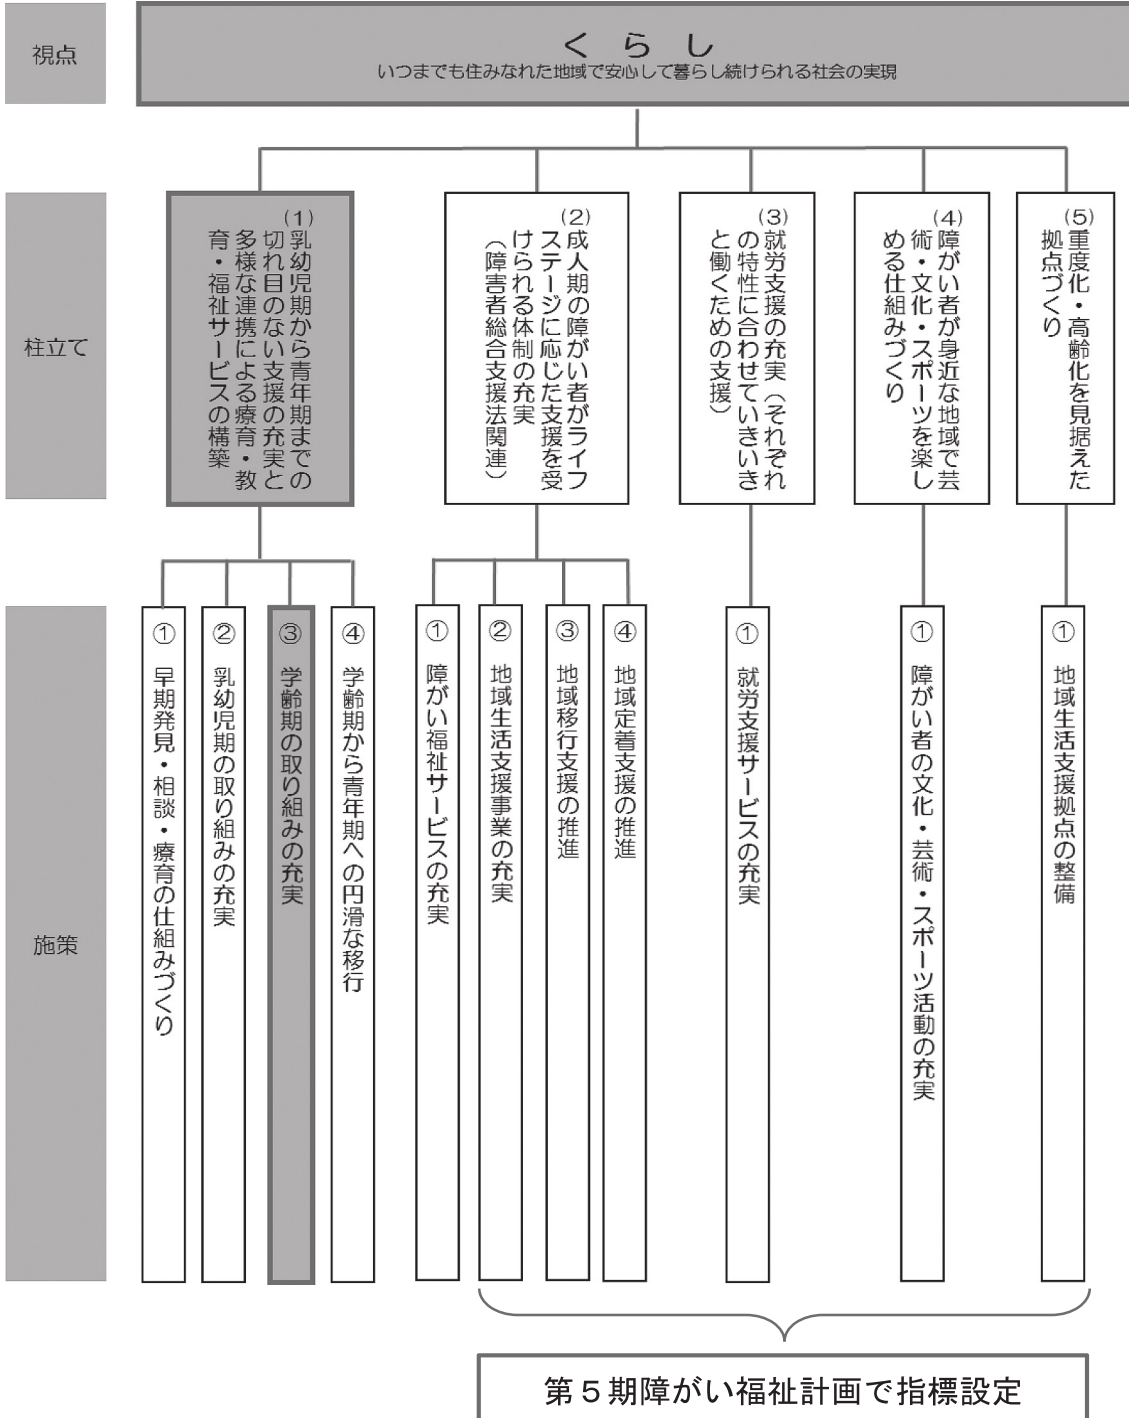 視点
くらし
いつまでも住みなれた地域で安心して暮らし続けられる社会の実現
柱立て
(1)乳幼児期から青年期までの
切れ目のない支援の充実と
多様な連携による療育・教
育・福祉サービスの構築
(2)成人期の障がい者がライフ
ステージに応じた支援を受
けられる体制の充実
(障害者総合支援法関連)
(3)就労支援の充実(それぞれ
の特性に合わせていきいき
と働くための支援)
(4)障がい者が身近な地域で芸
術・文化・スポーツを楽し
める仕組みづくり
(5)重度化・高齢化を見据えた
拠点づくり
施策
① 早期発見・相談・療育の仕組みづくり
② 乳幼児期の取り組みの充実
③ 学齢期の取り組みの充実
④ 学齢期から青年期への円滑な移行
① 障がい福祉サービスの充実
② 地域生活支援事業の充実
③ 地域移行支援の推進
④ 地域定着支援の推進
① 就労支援サービスの充実
① 障がい者の文化・芸術・スポーツ活動の充実
① 地域生活支援拠点の整備
第5期障がい福祉計画で指標設定